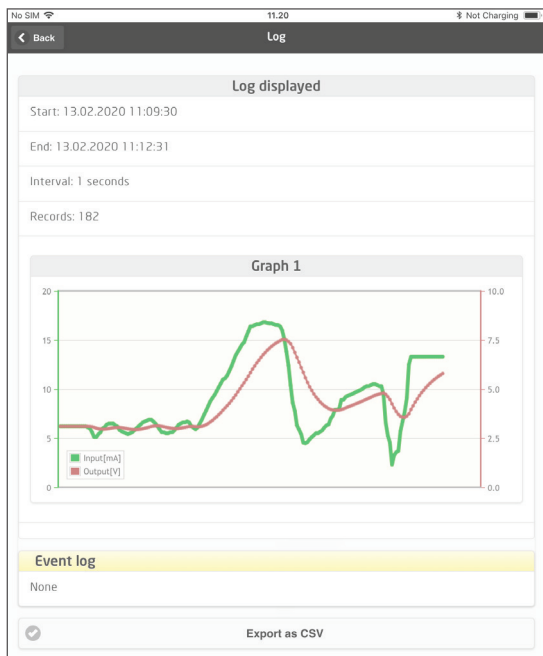 No SIM 11.20 Not Charging
Back Log
Log displayed
Start: 13.02.2020 11:09:30
End: 13.02.2020 11:12:31
Interval: 1 seconds
Records: 182
Graph 1
20 10.0
15 7.5
10 5.0
5 2.5
Input[mA]
Output[V]
0 0.0
Event log
None
Export as CSV